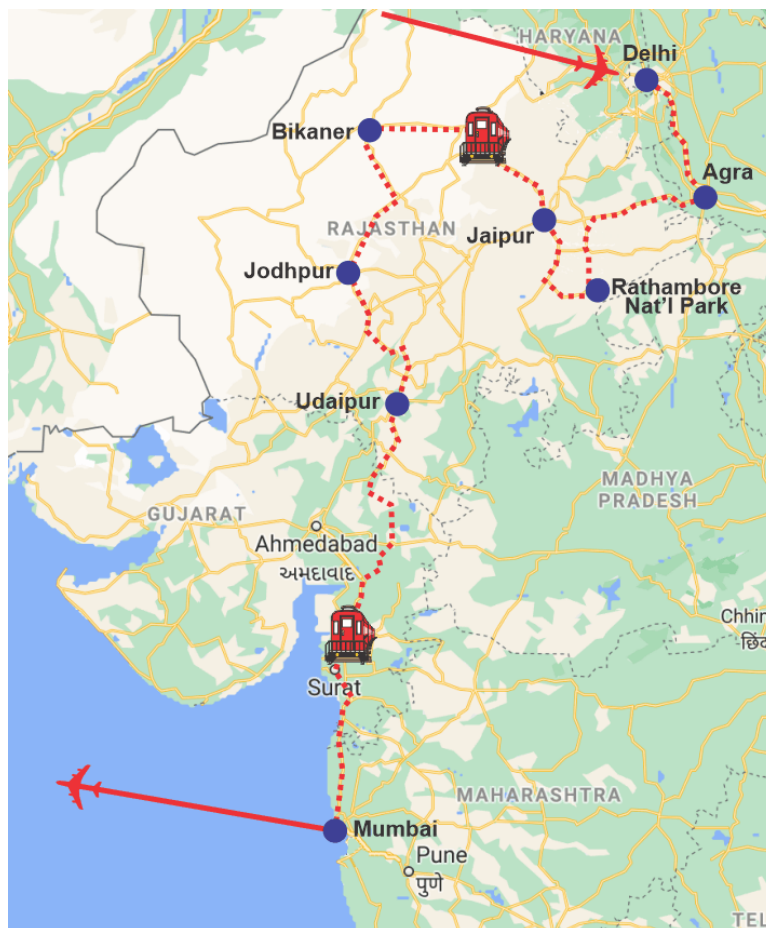 HARYANA
Delhi
Bikaner
Agra
RAJASTHAN
Jaipur
Jodhpur
Rathambore
Nat'l Park
Udaipur
MADHYA
PRADESH
GUJARAT
Ahmedabad
અમદાવાદ
Chhin
छिंद
Surat
MAHARASHTRA
Mumbai
Pune
पुणे
TEL